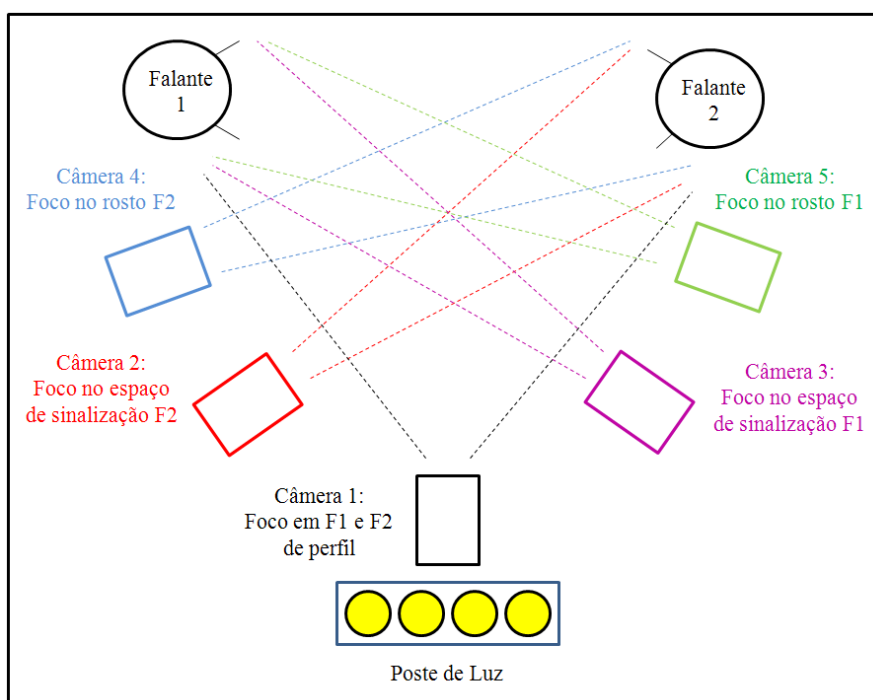 Falante
1
Falante
2
Câmera 4:
Foco no rosto F2
Câmera 5:
Foco no rosto F1
Câmera 2:
Foco no espaço
de sinalização F2
Câmera 3:
Foco no espaço
de sinalização F1
Câmera 1:
Foco em F1 e F2
de perfil
Poste de Luz